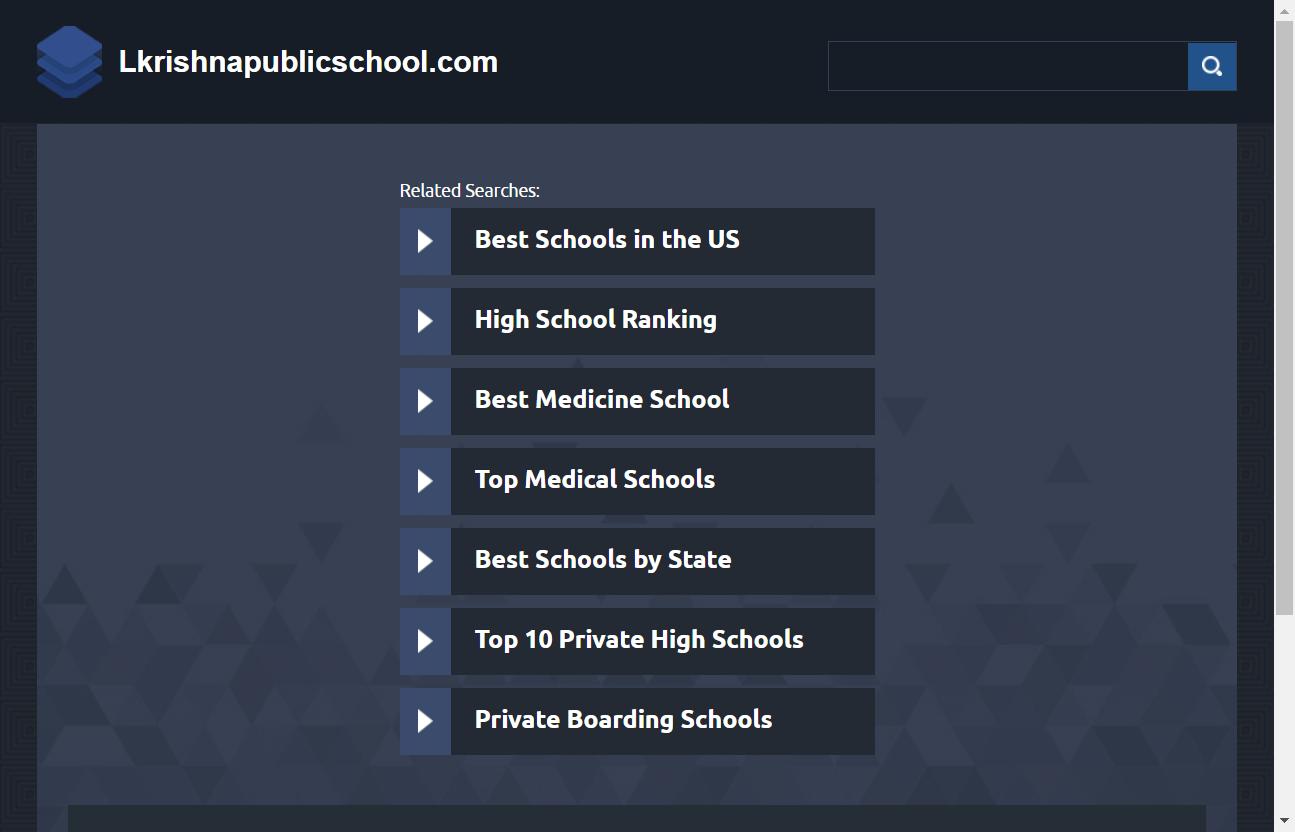 Lkrishnapublicschool.com
Related Searches:
Best Schools in the US
High School Ranking
Best Medicine School
Top Medical Schools
Best Schools by State
Top 10 Private High Schools
Private Boarding Schools